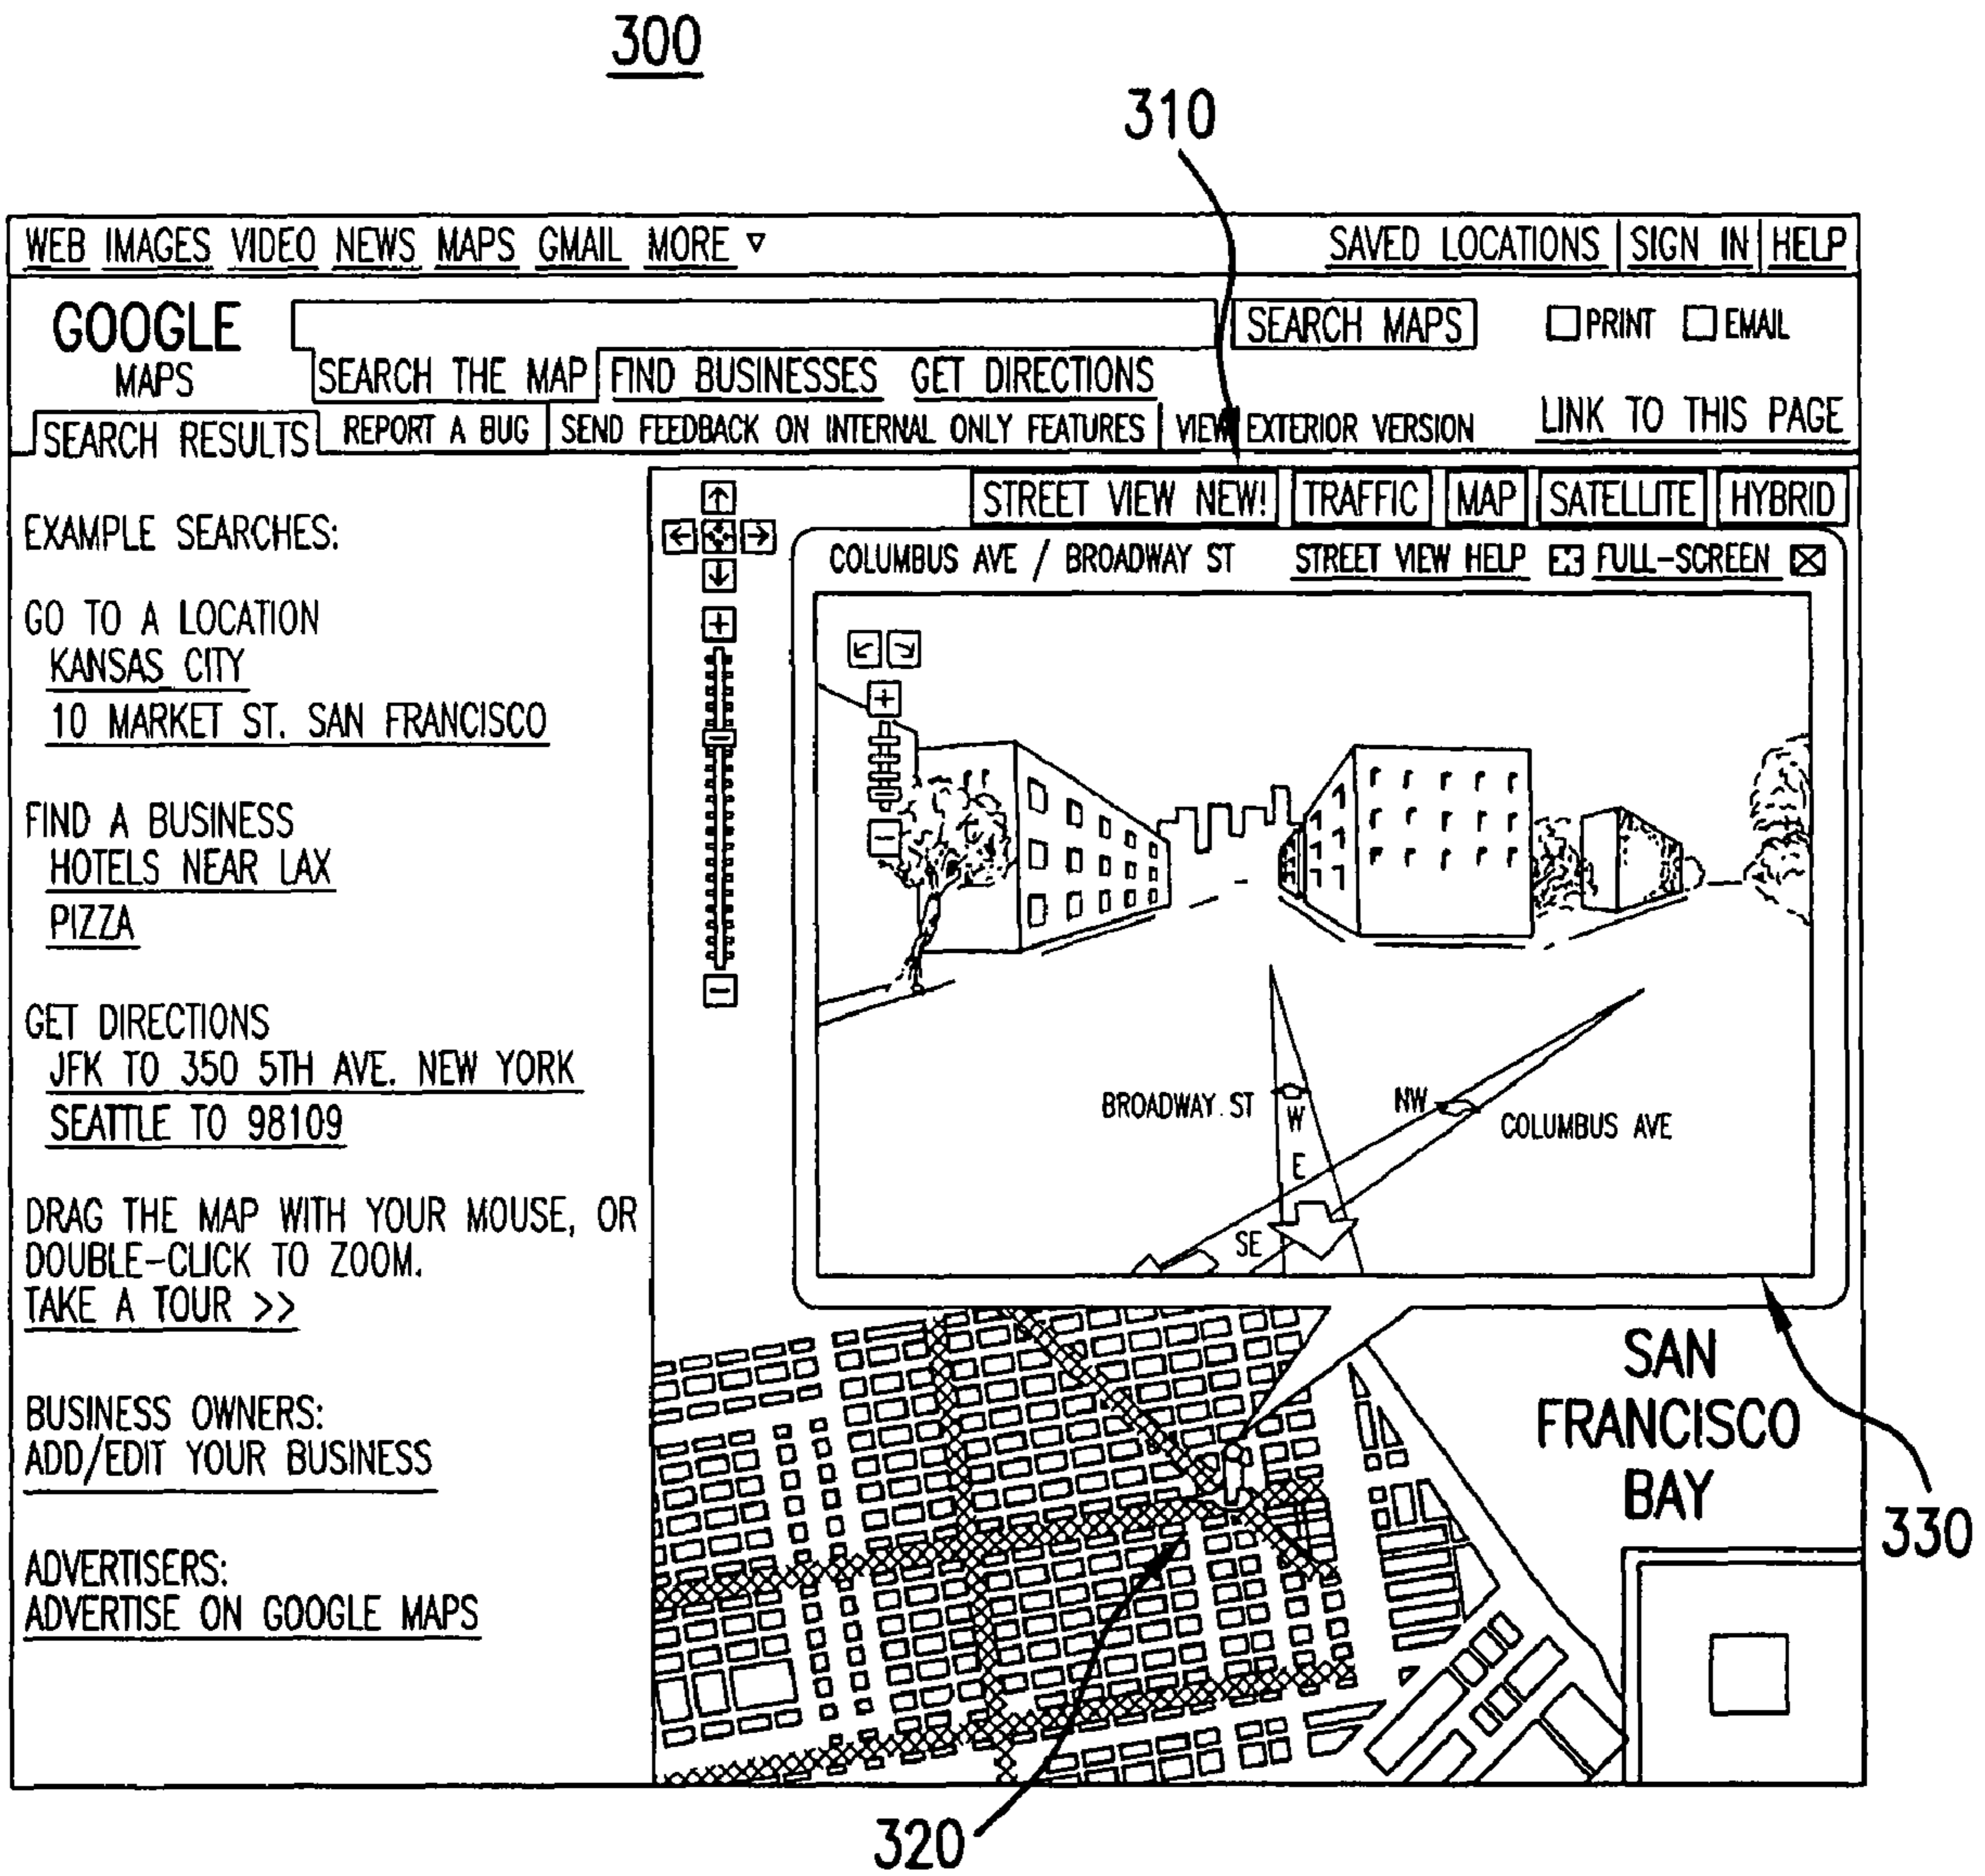 300
310
WEB IMAGES VIDEO NEWS MAPS GMAIL MORE ▽ SAVED LOCATIONS | SIGN IN | HELP
GOOGLE
MAPS
SEARCH MAPS
PRINT
EMAIL
SEARCH THE MAP
FIND BUSINESSES
GET DIRECTIONS
SEARCH RESULTS
REPORT A BUG | SEND FEEDBACK ON INTERNAL ONLY FEATURES | VIEW EXTERIOR VERSION
LINK TO THIS PAGE
STREET VIEW NEW! TRAFFIC MAP SATELLITE HYBRID
COLUMBUS AVE / BROADWAY ST STREET VIEW HELP FULL-SCREEN
EXAMPLE SEARCHES:
GO TO A LOCATION
KANSAS CITY
10 MARKET ST. SAN FRANCISCO
FIND A BUSINESS
HOTELS NEAR LAX
PIZZA
GET DIRECTIONS
JFK TO 350 5TH AVE. NEW YORK
SEATTLE TO 98109
DRAG THE MAP WITH YOUR MOUSE, OR
DOUBLE-CLICK TO ZOOM.
TAKE A TOUR >>
BUSINESS OWNERS:
ADD/EDIT YOUR BUSINESS
ADVERTISERS:
ADVERTISE ON GOOGLE MAPS
BROADWAY ST
W
E
NW
COLUMBUS AVE
SE
SAN
FRANCISCO
BAY
330
320